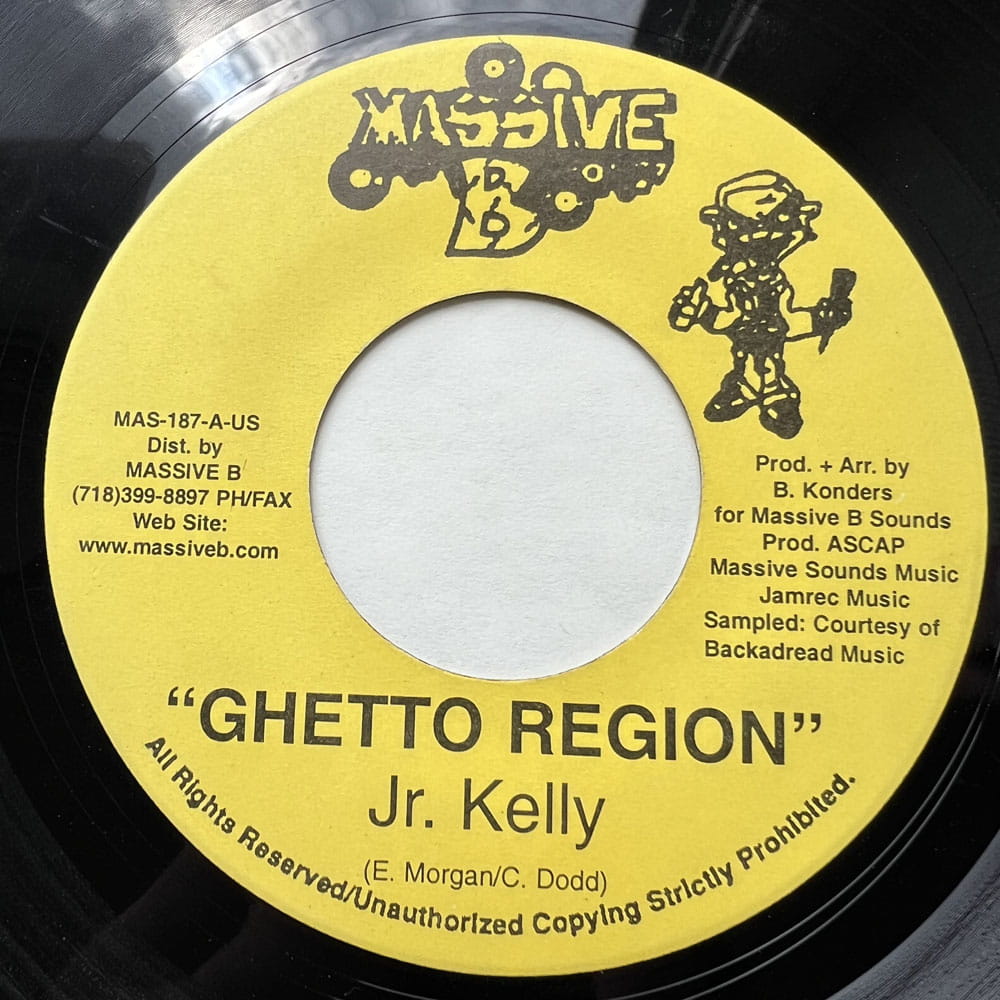 MASSIVE
B
MAS-187-A-US
Dist. by
MASSIVE B
(718)399-8897 PH/FAX
Web Site:
www.massiveb.com
Prod. + Arr. by
B. Konders
for Massive B Sounds
Prod. ASCAP
Massive Sounds Music
Jamrec Music
Sampled: Courtesy of
Backadread Music
“GHETTO REGION”
Jr. Kelly
(E. Morgan/C. Dodd)
All Rights Reserved/Unauthorized Copying Strictly Prohibited.